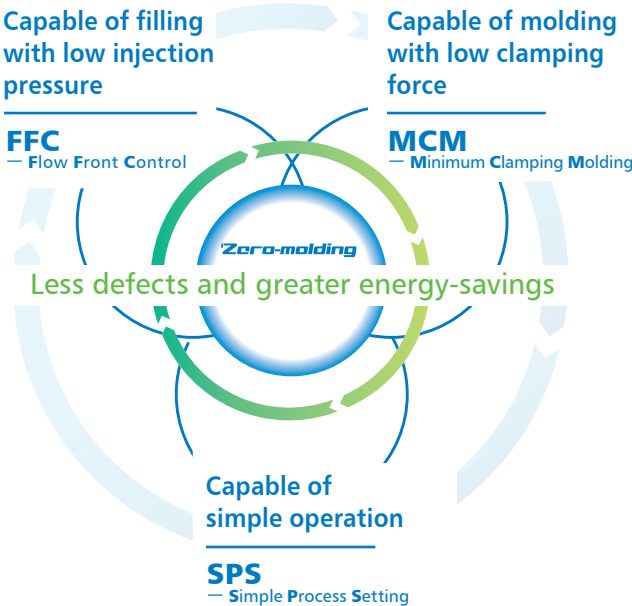 Capable of filling
with low injection
pressure
FFC
— Flow Front Control
Capable of molding
with low clamping
force
MCM
— Minimum Clamping Molding
Zero-molding
Less defects and greater energy-savings
Capable of
simple operation
SPS
— Simple Process Setting